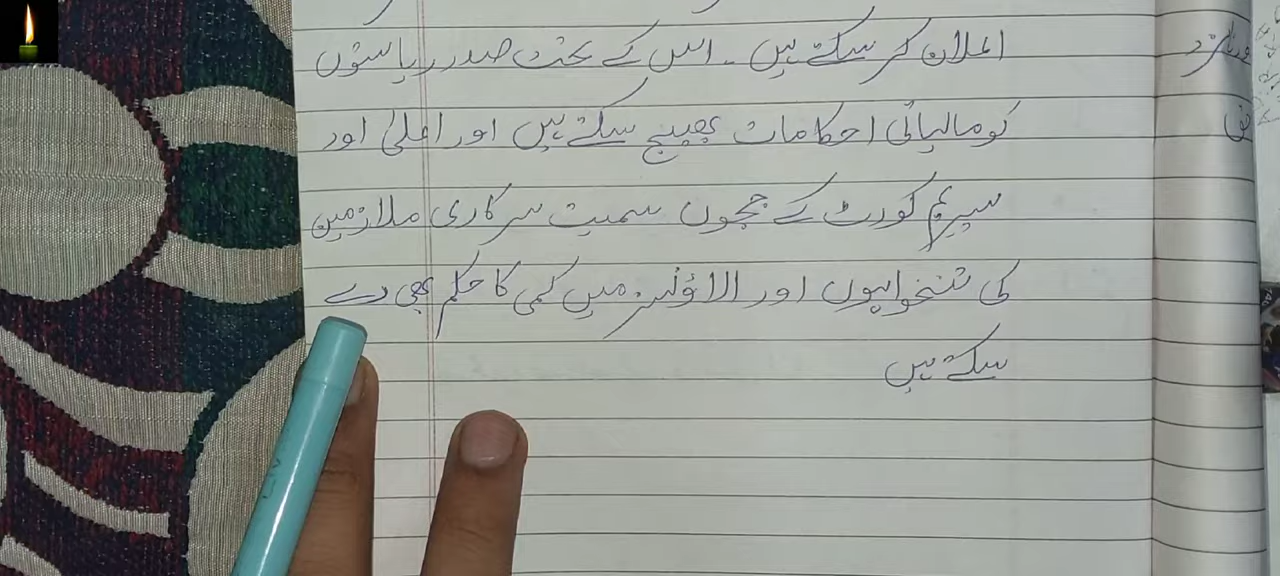 اعلان کر سکتے ہیں۔ اس کے تحت صدر ریاستوں
کو مالیاتی احکامات بھیج سکتے ہیں اور اعلیٰ اور
سپریم کورٹ کے ججوں سمیت سرکاری ملازمین
کی تنخواہوں اور الاؤنسز میں کمی کا حکم بھی دے
سکتے ہیں